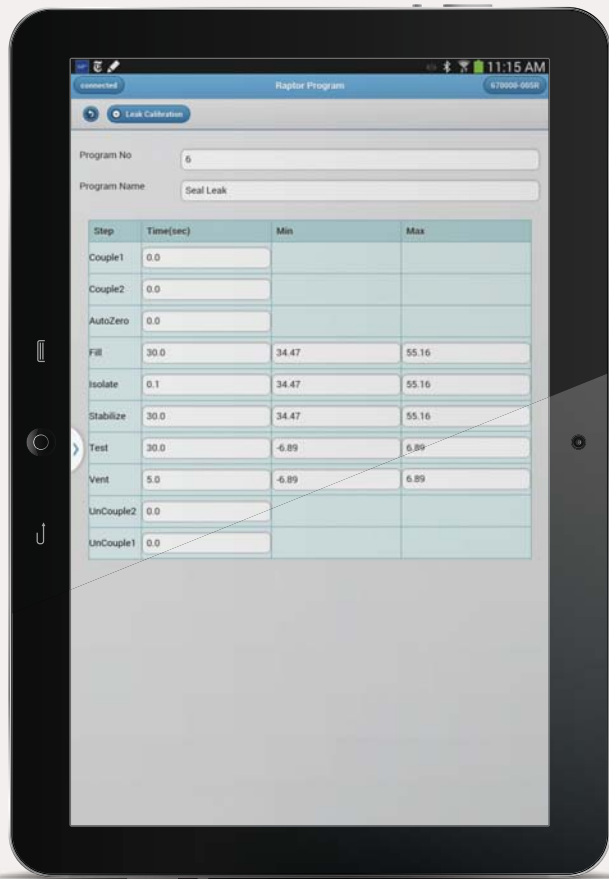 11:15 AM
connected Raptor Program 670000-005R
Leak Calibration
Program No 6
Program Name Seal Leak
Step Time(sec) Min Max
Couple1 0.0
Couple2 0.0
AutoZero 0.0
Fill 30.0 34.47 55.16
Isolate 0.1 34.47 55.16
Stabilize 30.0 34.47 55.16
Test 30.0 -6.89 6.89
Vent 5.0 -6.89 6.89
UnCouple2 0.0
UnCouple1 0.0